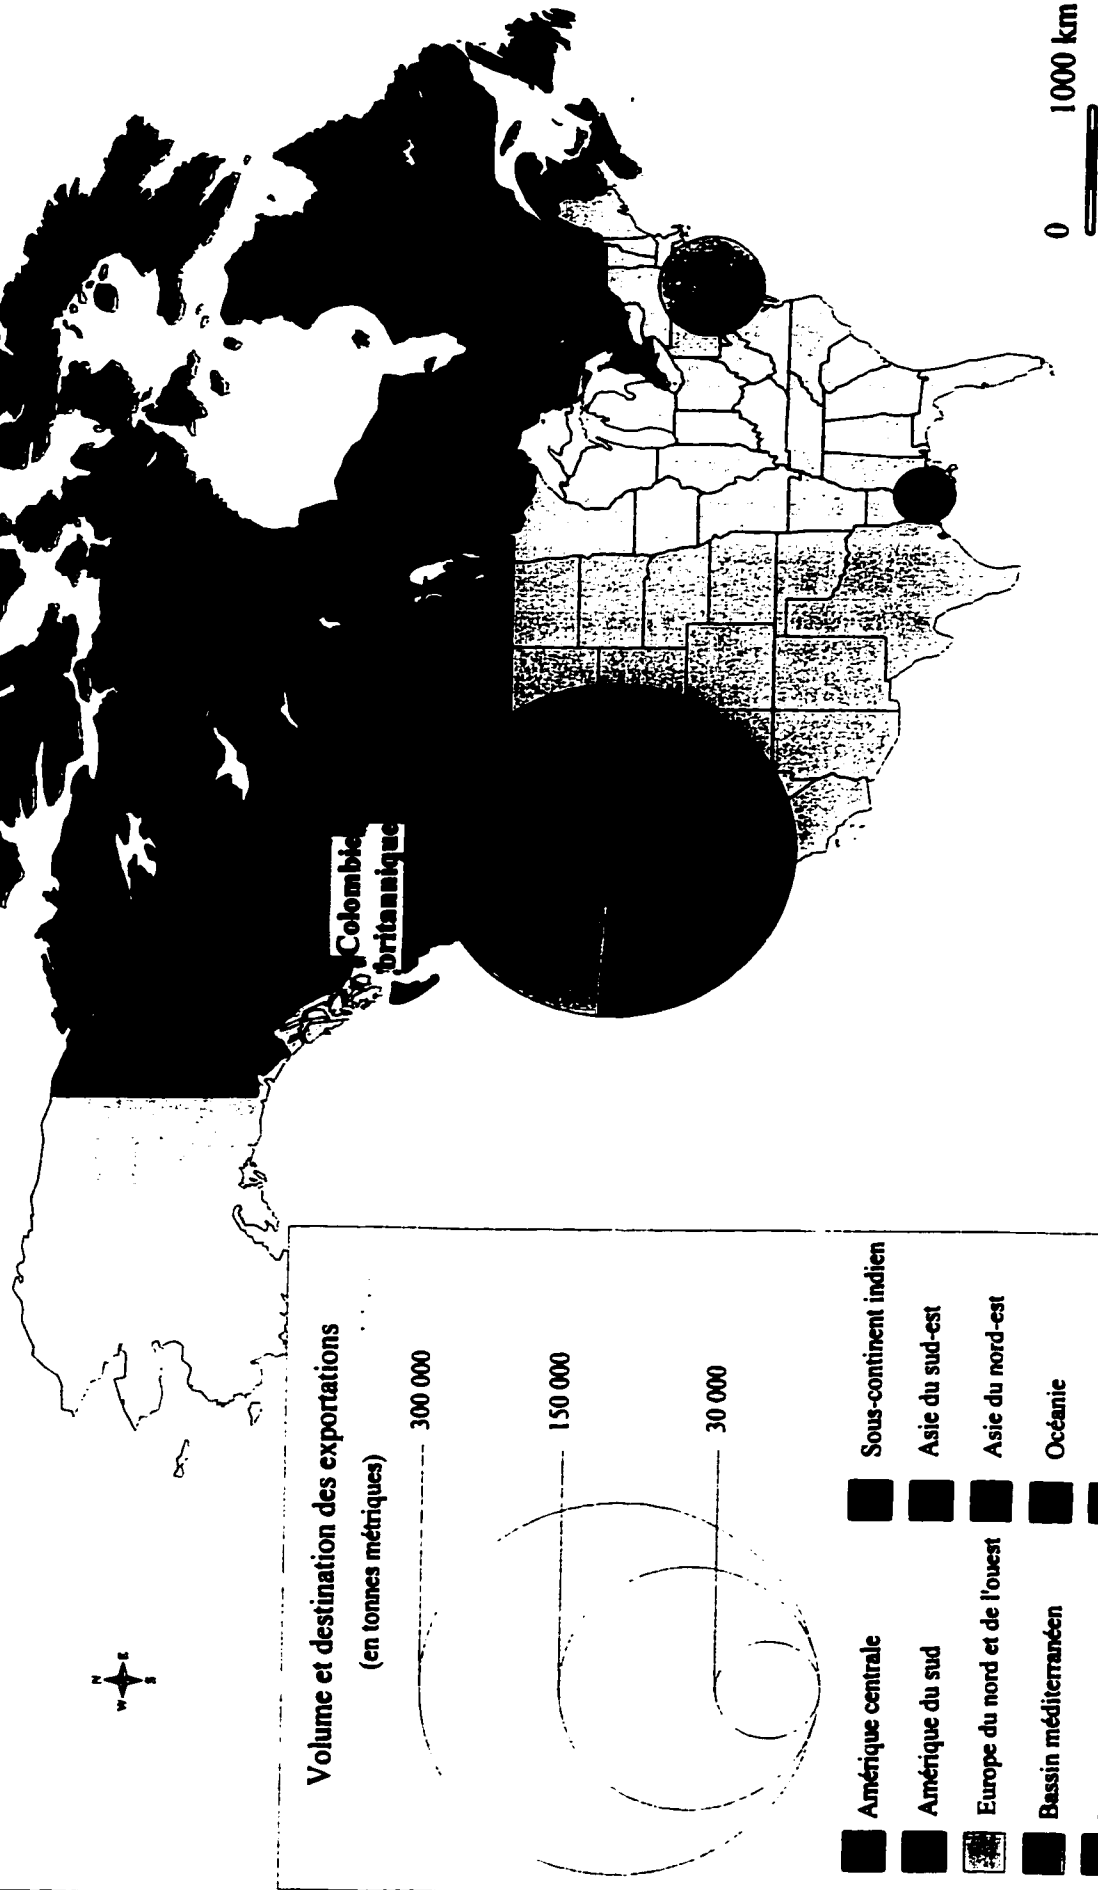 Colombie
britannique
0 1000 km
N
W E
S
Volume et destination des exportations
(en tonnes métriques)
300 000
150 000
30 000
Amérique centrale
Amérique du sud
Europe du nord et de l'ouest
Bassin méditerranéen
Sous-continent indien
Asie du sud-est
Asie du nord-est
Océanie